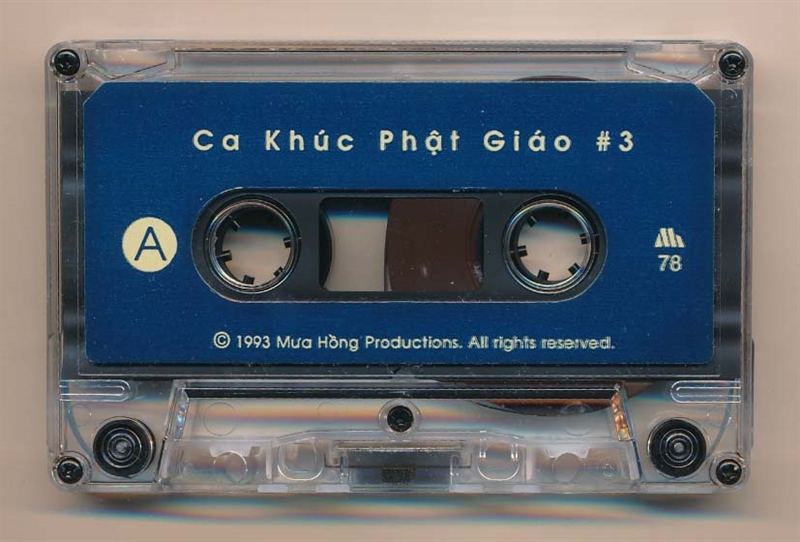 Ca Khúc Phật Giáo #3
A
78
© 1993 Mưa Hồng Productions. All rights reserved.